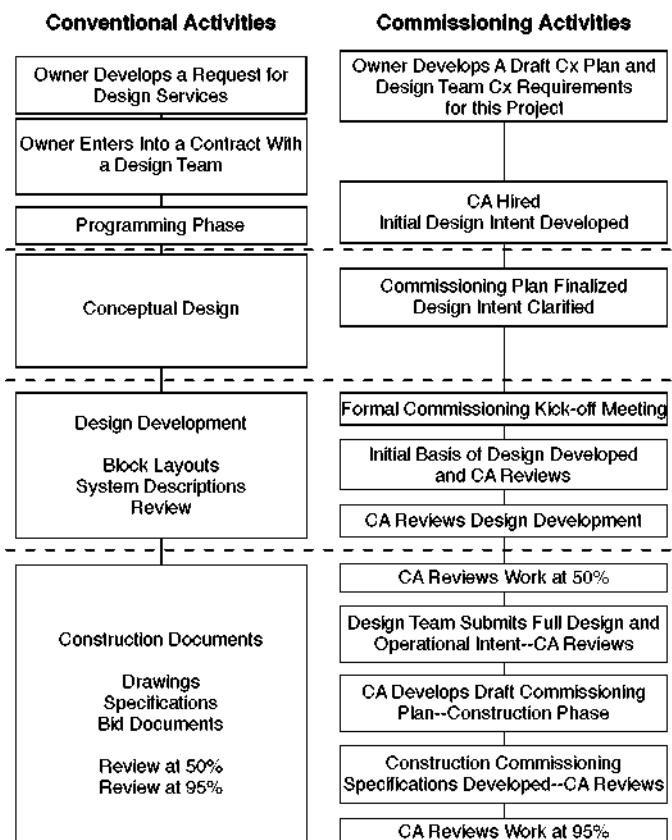 Conventional Activities
Owner Develops a Request for
Design Services
Owner Enters Into a Contract With
a Design Team
Programming Phase
Conceptual Design
Design Development
Block Layouts
System Descriptions
Review
Construction Documents
Drawings
Specifications
Bid Documents
Review at 50%
Review at 95%
Commissioning Activities
Owner Develops A Draft Cx Plan and
Design Team Cx Requirements
for this Project
CA Hired
Initial Design Intent Developed
Commissioning Plan Finalized
Design Intent Clarified
Formal Commissioning Kick-off Meeting
Initial Basis of Design Developed
and CA Reviews
CA Reviews Design Development
CA Reviews Work at 50%
Design Team Submits Full Design and
Operational Intent--CA Reviews
CA Develops Draft Commissioning
Plan--Construction Phase
Construction Commissioning
Specifications Developed--CA Reviews
CA Reviews Work at 95%